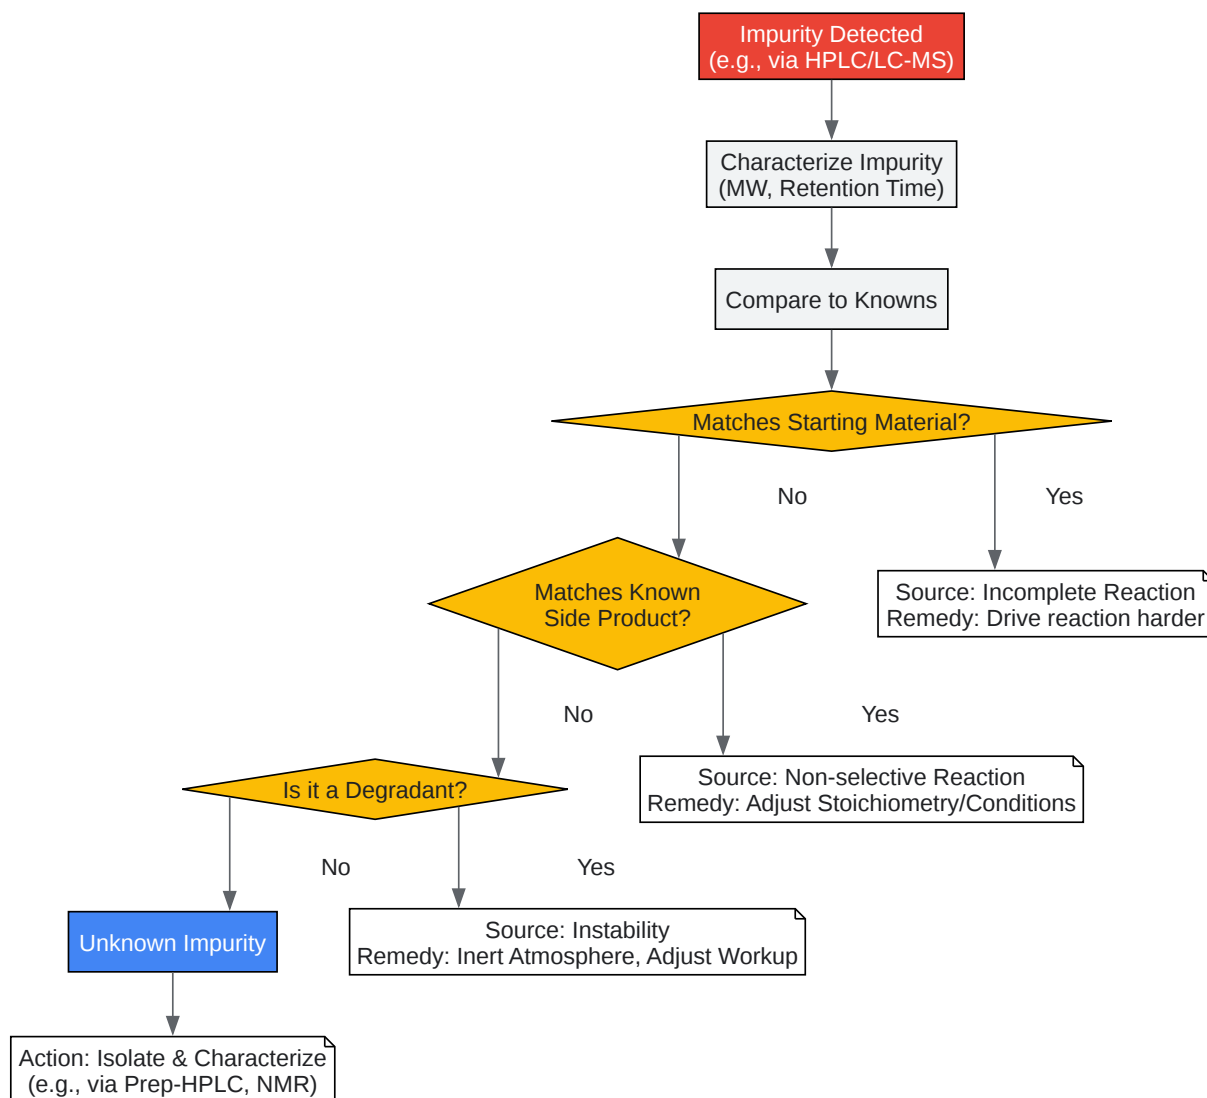 Impurity Detected
(e.g., via HPLC/LC-MS)
Characterize Impurity
(MW, Retention Time)
Compare to Knowns
Matches Starting Material?
No
Yes
Source: Incomplete Reaction
Remedy: Drive reaction harder
Matches Known
Side Product?
No
Yes
Source: Non-selective Reaction
Remedy: Adjust Stoichiometry/Conditions
Is it a Degradant?
No
Yes
Source: Instability
Remedy: Inert Atmosphere, Adjust Workup
Unknown Impurity
Action: Isolate & Characterize
(e.g., via Prep-HPLC, NMR)